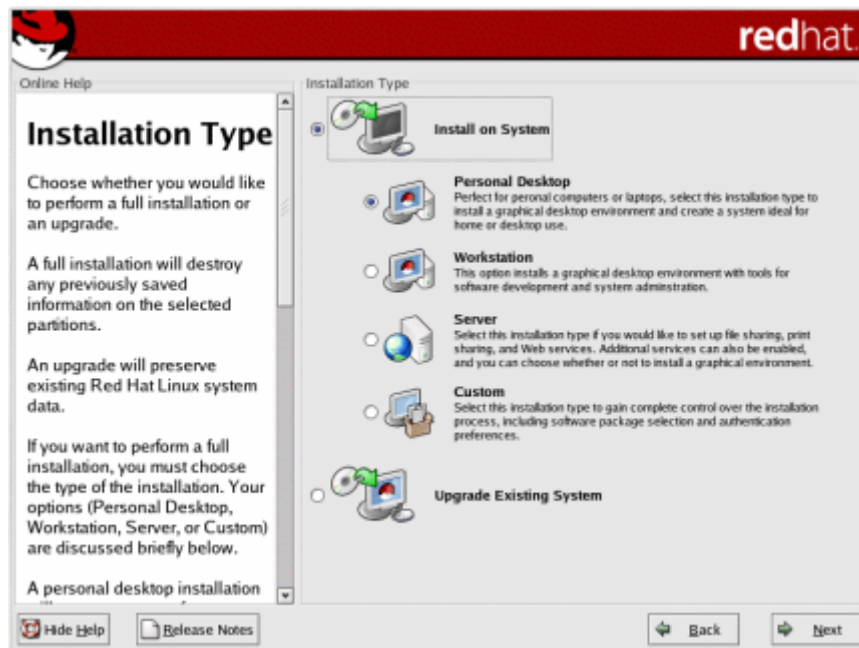 redhat.
Online Help
Installation Type
Choose whether you would like
to perform a full installation or
an upgrade.
A full installation will destroy
any previously saved
information on the selected
partitions.
An upgrade will preserve
existing Red Hat Linux system
data.
If you want to perform a full
installation, you must choose
the type of the installation. Your
options (Personal Desktop,
Workstation, Server, or Custom)
are discussed briefly below.
A personal desktop installation
Installation Type
Install on System
Personal Desktop
Perfect for peronal computers or laptops, select this installation type to
install a graphical desktop environment and create a system ideal for
home or desktop use.
Workstation
This option installs a graphical desktop environment with tools for
software development and system adminstration.
Server
Select this installation type if you would like to set up file sharing, print
sharing, and Web services. Additional services can also be enabled,
and you can choose whether or not to install a graphical environment.
Custom
Select this installation type to gain complete control over the installation
process, including software package selection and authentication
preferences.
Upgrade Existing System
Hide Help
Release Notes
Back
Next